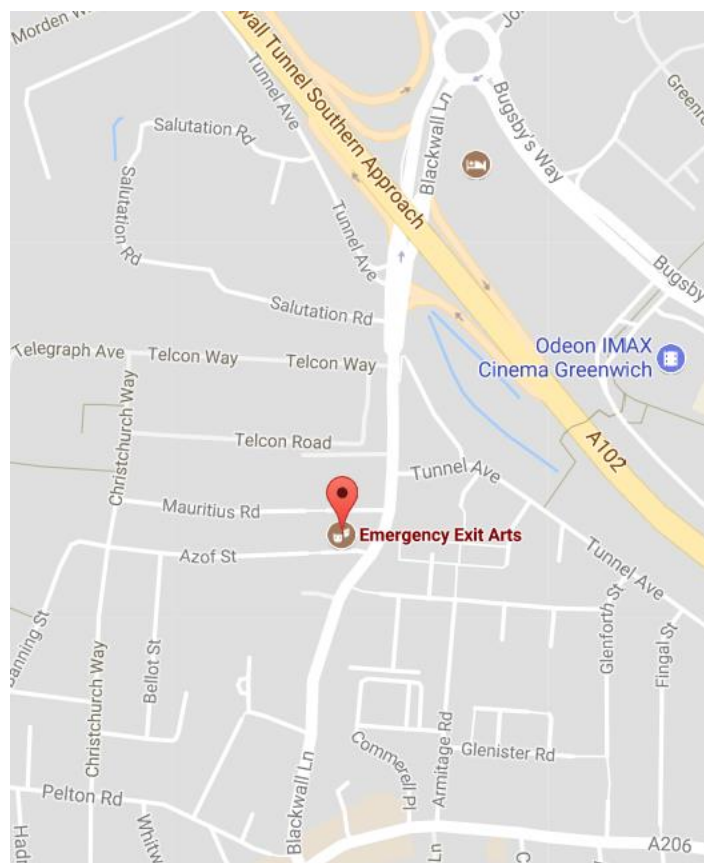 Morden W
wall Tunnel Southern Approach
Tunnel Ave
Salutation Rd
Blackwall Ln
Bugsby's Way
Salutation Rd
Tunnel Ave
Bugsby
Salutation Rd
Odeon IMAX
Cinema Greenwich
Telegraph Ave
Telcon Way
Telcon Way
Christchurch Way
Telcon Road
A102
Tunnel Ave
Mauritius Rd
Emergency Exit Arts
Azof St
Tunnel Ave
Glenforth St
Fingal St
Bellot St
Christchurch Way
Armitage Rd
Commerell Pl
Glenister Rd
Blackwall Ln
Pelton Rd
Whitw
Ln
A206